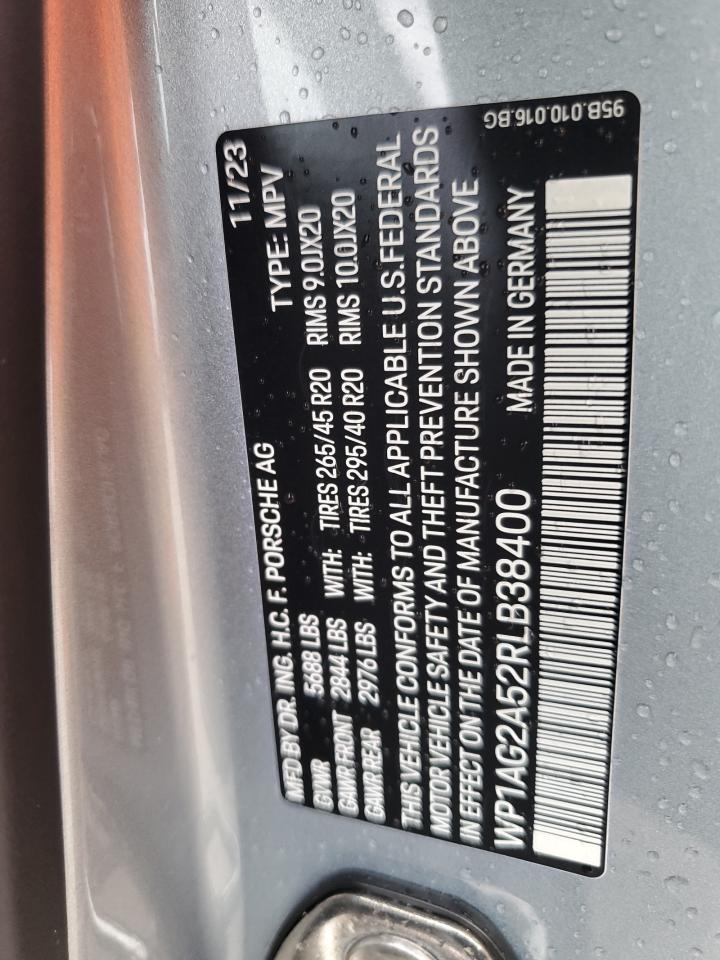 MFD BY DR. ING. H.C. F. PORSCHE AG 11/23
GVWR 5688 LBS TYPE: MPV
GAWR FRONT 2844 LBS WITH: TIRES 265/45 R20 RIMS 9.0JX20
GAWR REAR 2976 LBS WITH: TIRES 295/40 R20 RIMS 10.0JX20
THIS VEHICLE CONFORMS TO ALL APPLICABLE U.S.FEDERAL
MOTOR VEHICLE SAFETY AND THEFT PREVENTION STANDARDS
IN EFFECT ON THE DATE OF MANUFACTURE SHOWN ABOVE
WP1AG2A52RLB38400 MADE IN GERMANY
95B.010.016.BG